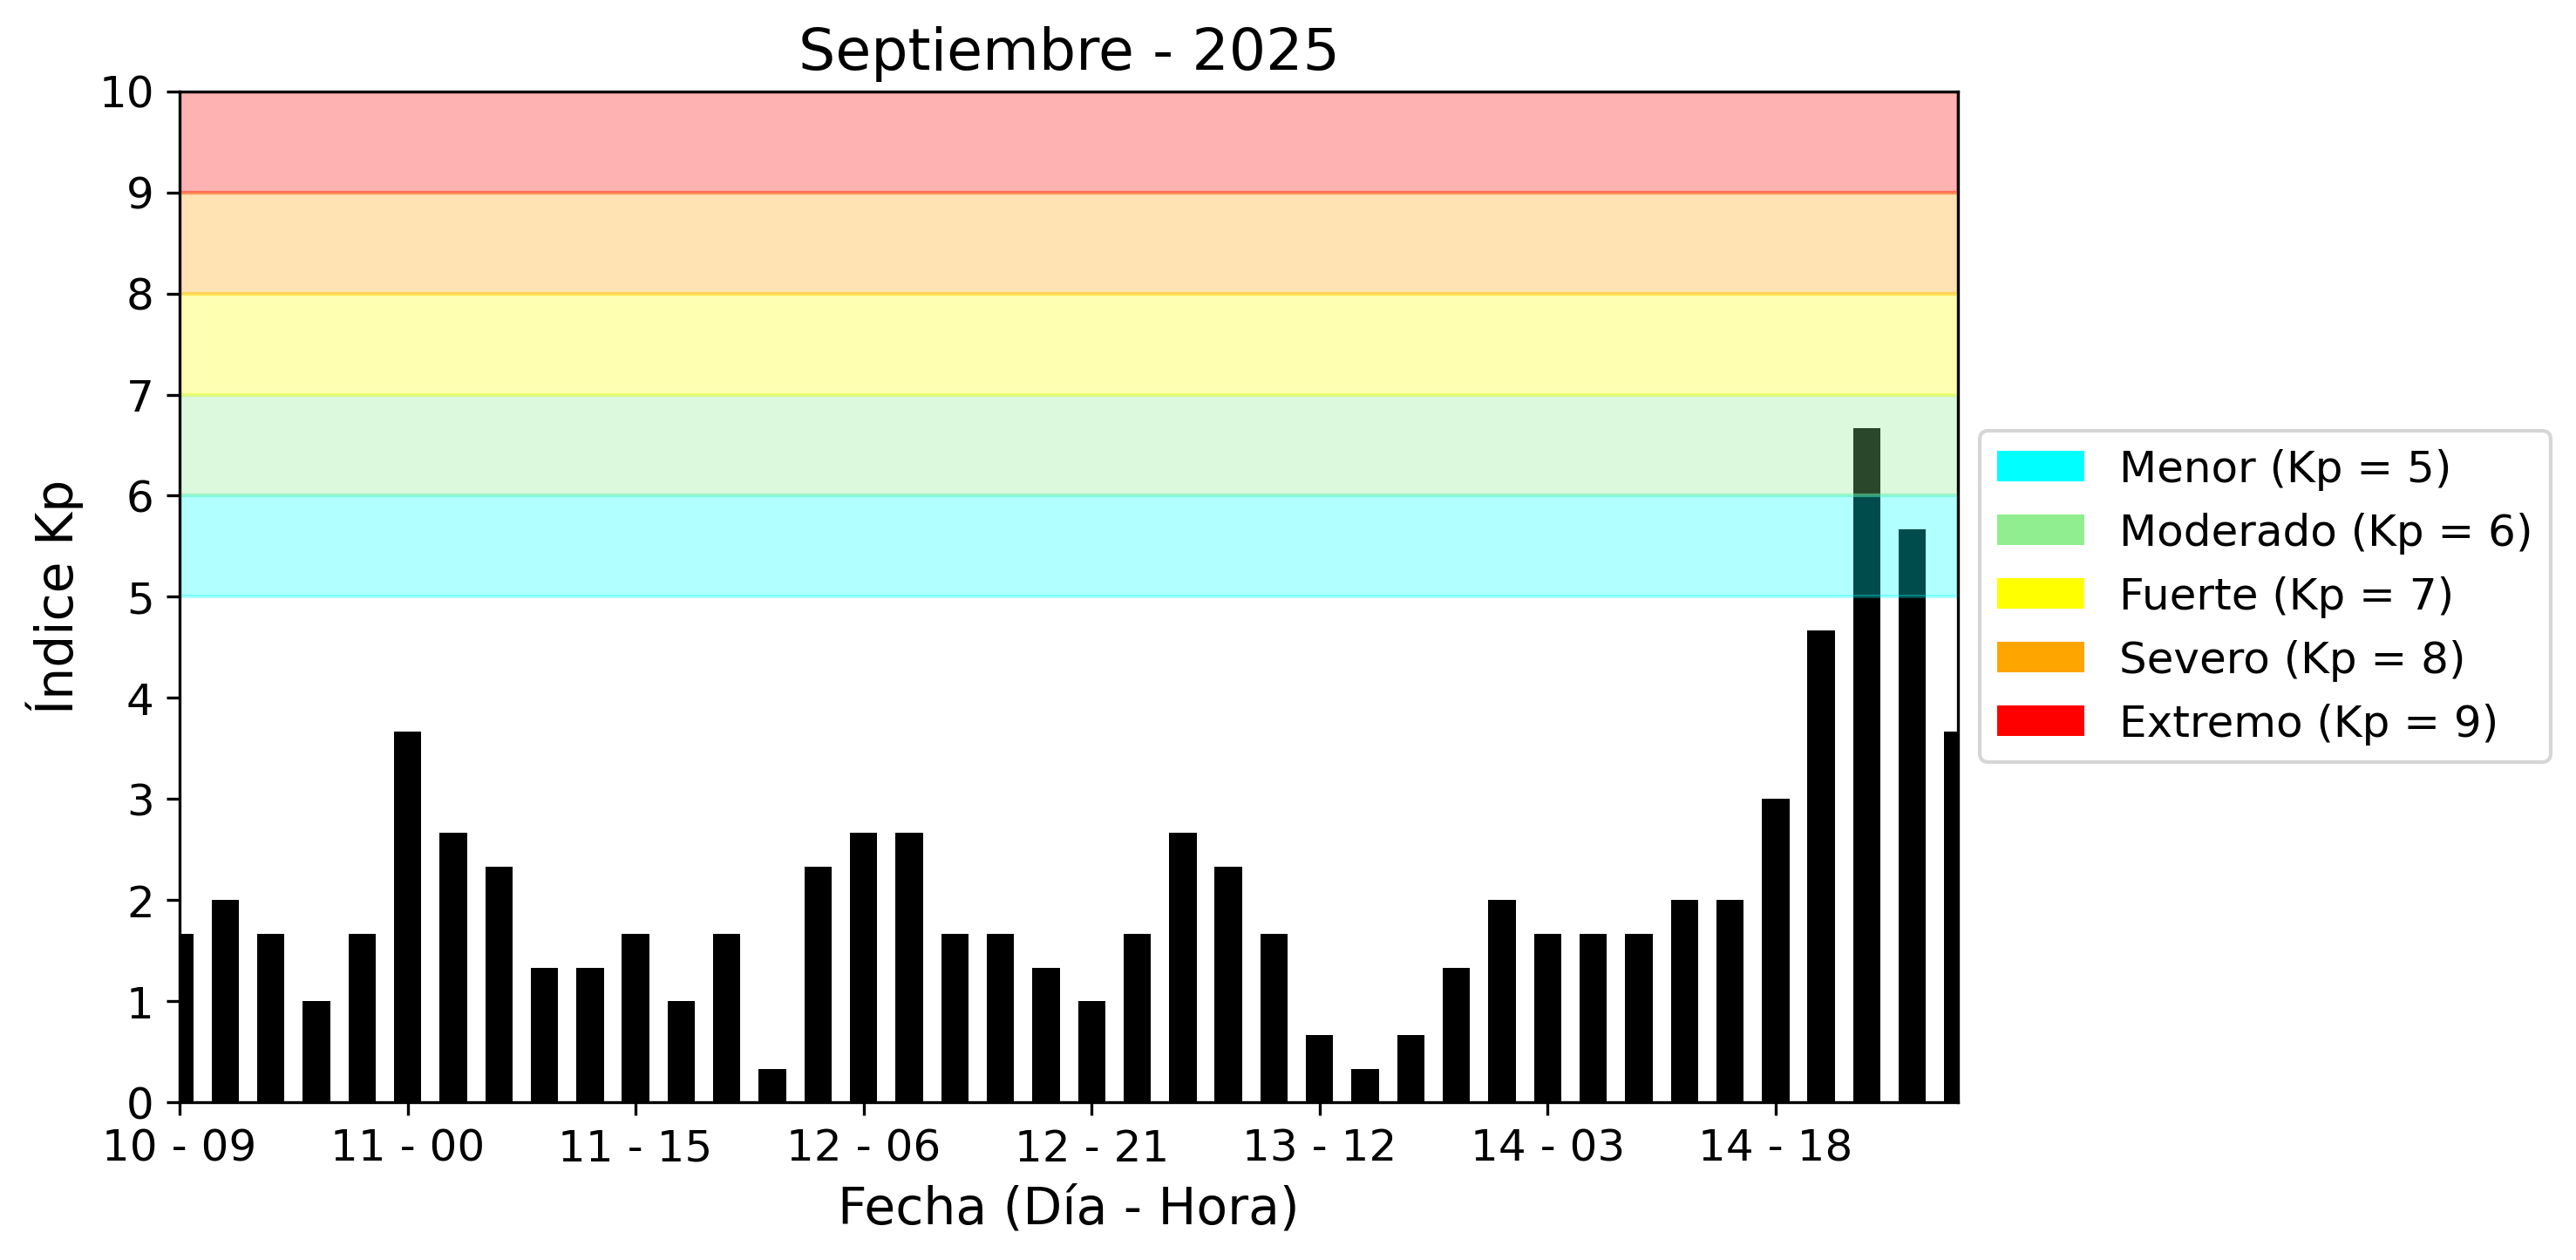 Septiembre - 2025
10
9
8
7
6
5
4
3
2
1
0
Índice Kp
10 - 09
11 - 00
11 - 15
12 - 06
12 - 21
13 - 12
14 - 03
14 - 18
Fecha (Día - Hora)
Menor (Kp = 5)
Moderado (Kp = 6)
Fuerte (Kp = 7)
Severo (Kp = 8)
Extremo (Kp = 9)